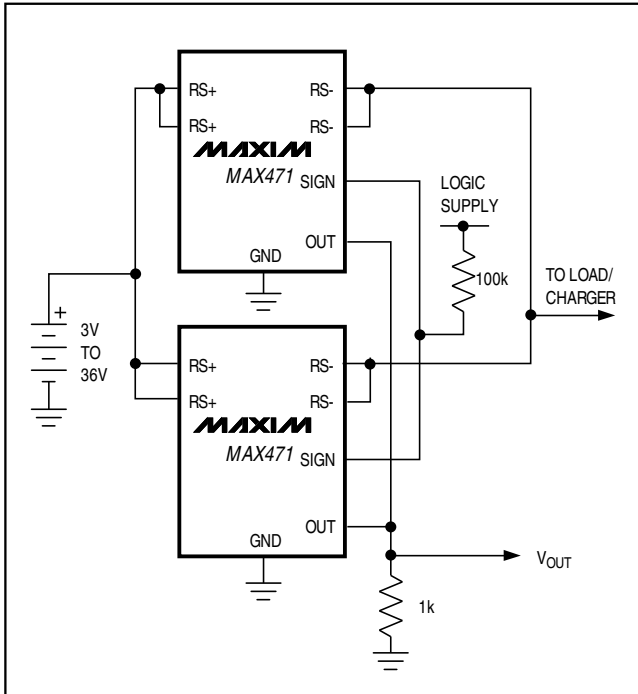 RS+
RS-
RS+
RS-
MAXIM
MAX471
SIGN
LOGIC
SUPPLY
OUT
GND
100k
TO LOAD/
CHARGER
+
3V
TO
36V
RS+
RS-
RS+
RS-
MAXIM
MAX471
SIGN
OUT
GND
VOUT
1k